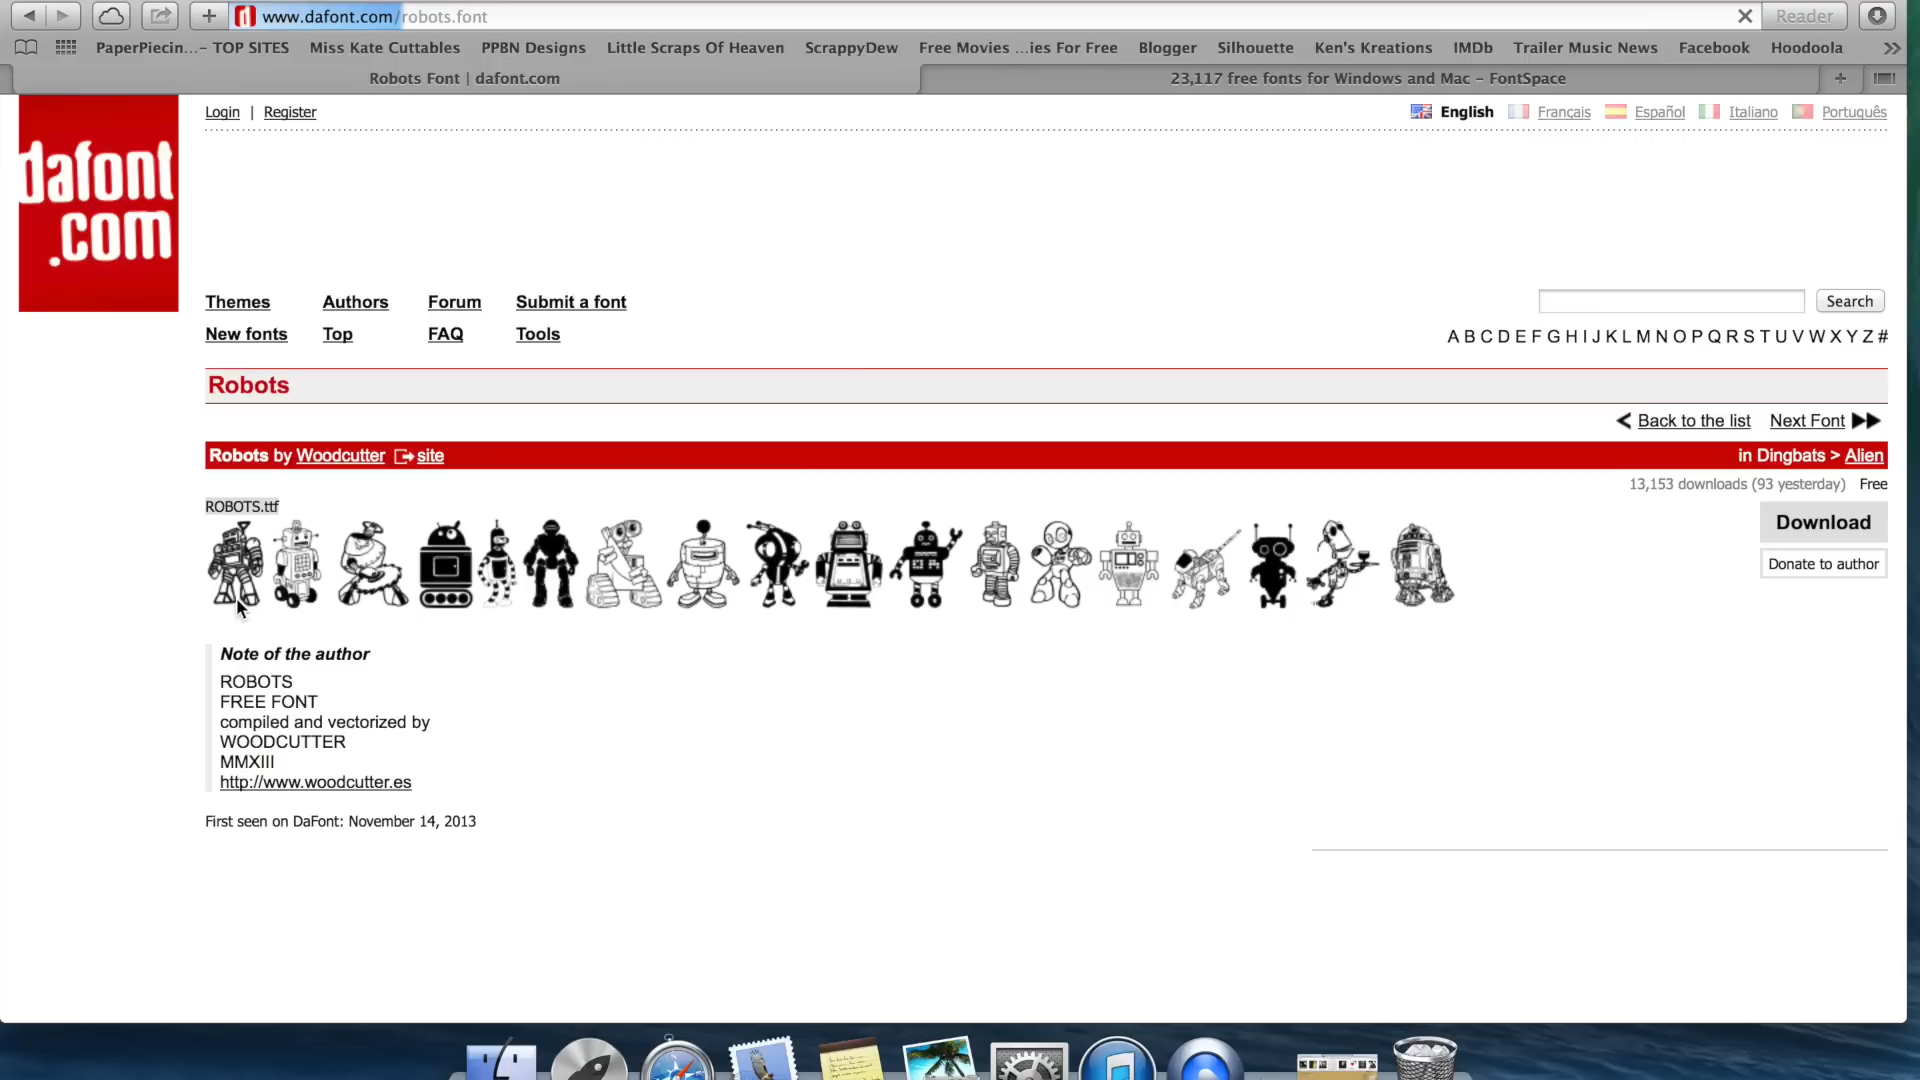 www.dafont.com/robots.font
Reader
PaperPiecin...- TOP SITES Miss Kate Cuttables PPBN Designs Little Scraps Of Heaven ScrappyDew Free Movies ...ies For Free Blogger Silhouette Ken's Kreations IMDb Trailer Music News Facebook Hoodoola
Robots Font | dafont.com 23,117 free fonts for Windows and Mac - FontSpace
dafont
.com
Login | Register
English Français Español Italiano Português
Themes Authors Forum Submit a font
Search
New fonts Top FAQ Tools
A B C D E F G H I J K L M N O P Q R S T U V W X Y Z #
Robots
Back to the list Next Font
Robots by Woodcutter site in Dingbats > Alien
13,153 downloads (93 yesterday) Free
ROBOTS.ttf
Download
Donate to author
Note of the author
ROBOTS
FREE FONT
compiled and vectorized by
WOODCUTTER
MMXIII
http://www.woodcutter.es
First seen on DaFont: November 14, 2013